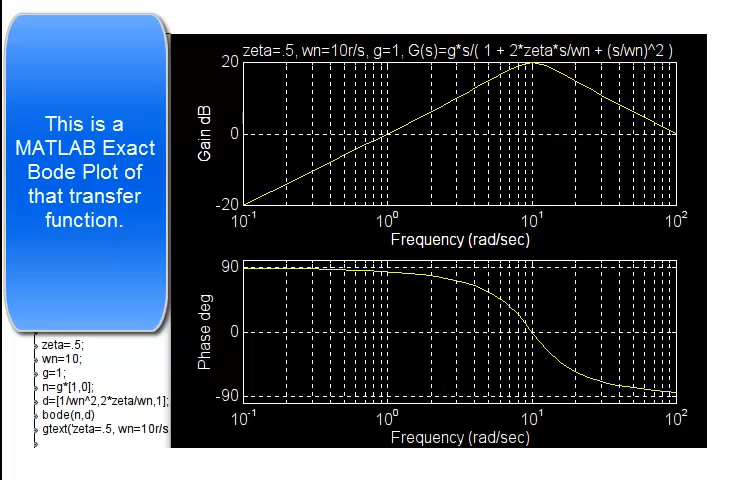 This is a
MATLAB Exact
Bode Plot of
that transfer
function.
zeta=.5, wn=10r/s, g=1, G(s)=g*s/( 1 + 2*zeta*s/wn + (s/wn)^2 )
20
0
-20
Gain dB
10^-1 10^0 10^1 10^2
Frequency (rad/sec)
90
0
-90
Phase deg
10^-1 10^0 10^1 10^2
Frequency (rad/sec)
zeta=.5;
wn=10;
g=1;
n=g*[1,0];
d=[1/wn^2,2*zeta/wn,1];
bode(n,d)
gtext('zeta=.5, wn=10r/s